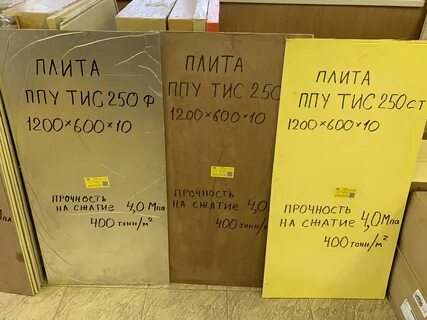 ПЛИТА
ППУ ТИС 250 Ф
1200×600×10
ПРОЧНОСТЬ
НА СЖАТИЕ 4,0 Мпа
400 тонн/м²
ПЛИТА
ППУ ТИС 250
1200×600×10
ПРОЧНОСТЬ
НА СЖАТИЕ 4,0
400 тонн/м²
ПЛИТА
ППУ ТИС 250 СТ
1200×600×10
ПРОЧНОСТЬ
НА СЖАТИЕ 4,0 Мпа
400 тонн/м²